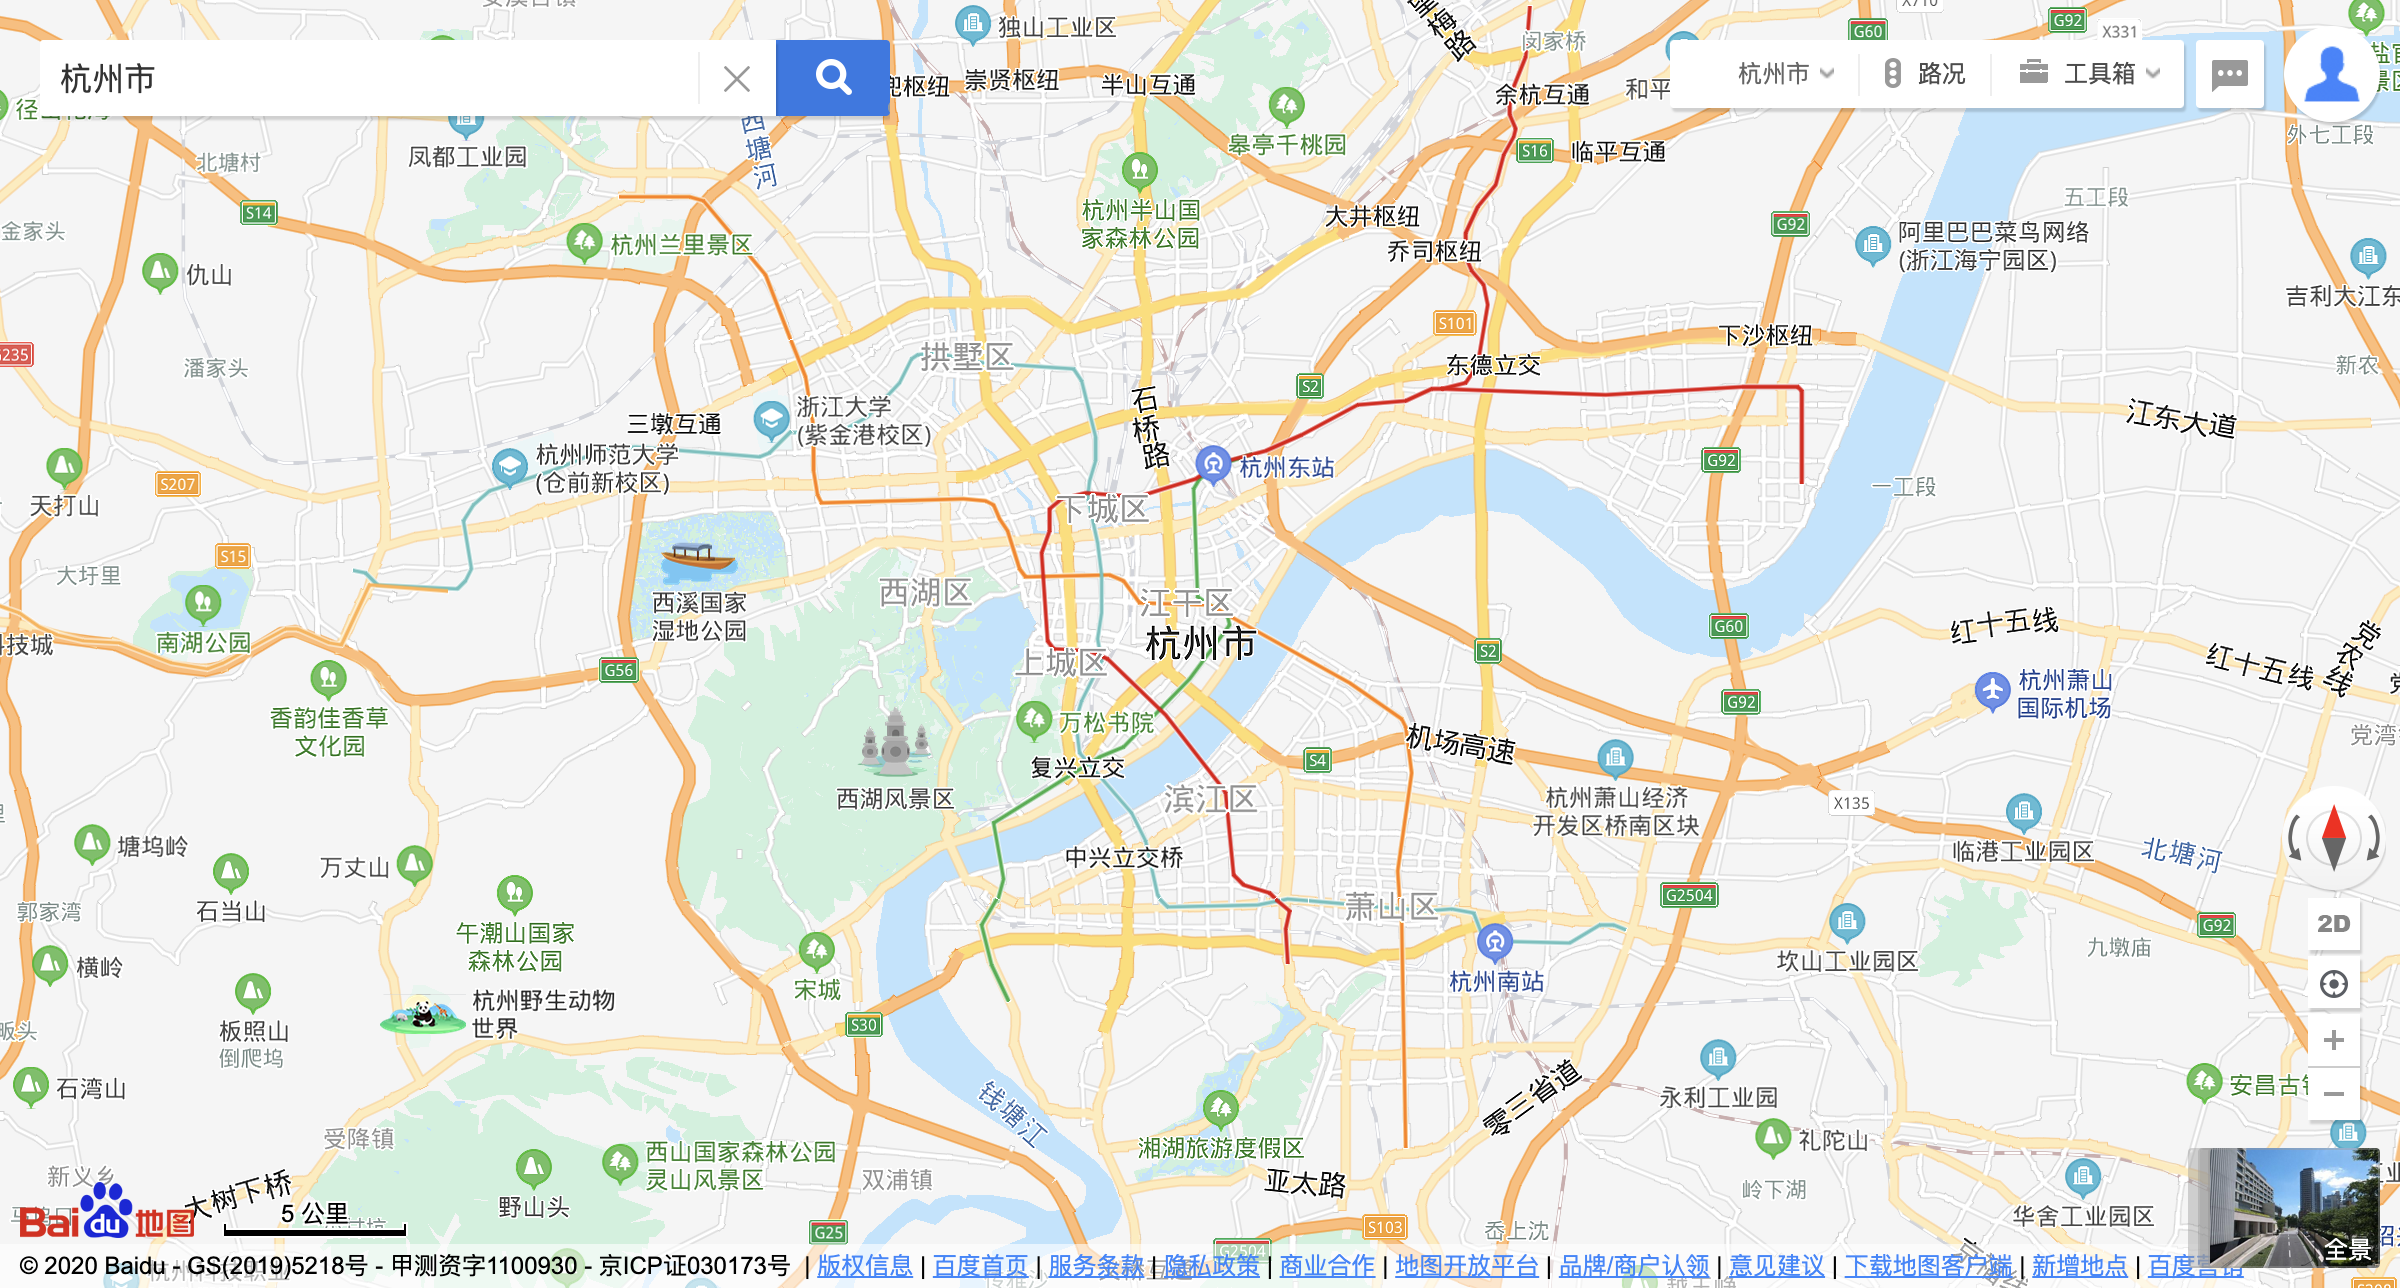 独山工业区
闵家桥
G92
X331
G60
杭州市
兜枢纽
崇贤枢纽
半山互通
余杭互通
和平
杭州市
路况
工具箱
凤都工业园
北塘村
西塘河
皋亭千桃园
S16
临平互通
外七工段
五工段
S14
金家头
杭州兰里景区
杭州半山国
家森林公园
大井枢纽
乔司枢纽
G92
阿里巴巴菜鸟网络
(浙江海宁园区)
仇山
吉利大江东
S101
下沙枢纽
G235
潘家头
拱墅区
东德立交
新农
S2
石桥路
浙江大学
(紫金港校区)
三墩互通
江东大道
杭州师范大学
(仓前新校区)
杭州东站
G92
S207
天打山
下城区
一工段
S15
大圩里
西湖区
江干区
西溪国家
湿地公园
杭州市
南湖公园
科技城
上城区
G56
S2
G60
红十五线
红十五线
党农线
香韵佳香草
文化园
万松书院
机场高速
G92
杭州萧山
国际机场
党湾
复兴立交
S4
西湖风景区
滨江区
杭州萧山经济
开发区桥南区块
X135
塘坞岭
万丈山
中兴立交桥
临港工业园区
北塘河
郭家湾
石当山
萧山区
G2504
G92
午潮山国家
森林公园
2D
九墩庙
横岭
宋城
杭州南站
坎山工业园区
杭州野生动物
世界
板照山
倒爬坞
S30
畈头
石湾山
钱塘江
零三省道
永利工业园
安昌古镇
受降镇
湘湖旅游度假区
礼陀山
西山国家森林公园
灵山风景区
新义乡
双浦镇
亚太路
野山头
大树下桥
岭下湖
Bai du 地图
5 公里
G25
S103
岙上沈
华舍工业园区
全景
G2504
© 2020 Baidu - GS(2019)5218号 - 甲测资字1100930 - 京ICP证030173号 | 版权信息 | 百度首页 | 服务条款 | 隐私政策 | 商业合作 | 地图开放平台 | 品牌/商户认领 | 意见建议 | 下载地图客户端 | 新增地点 | 百度营销